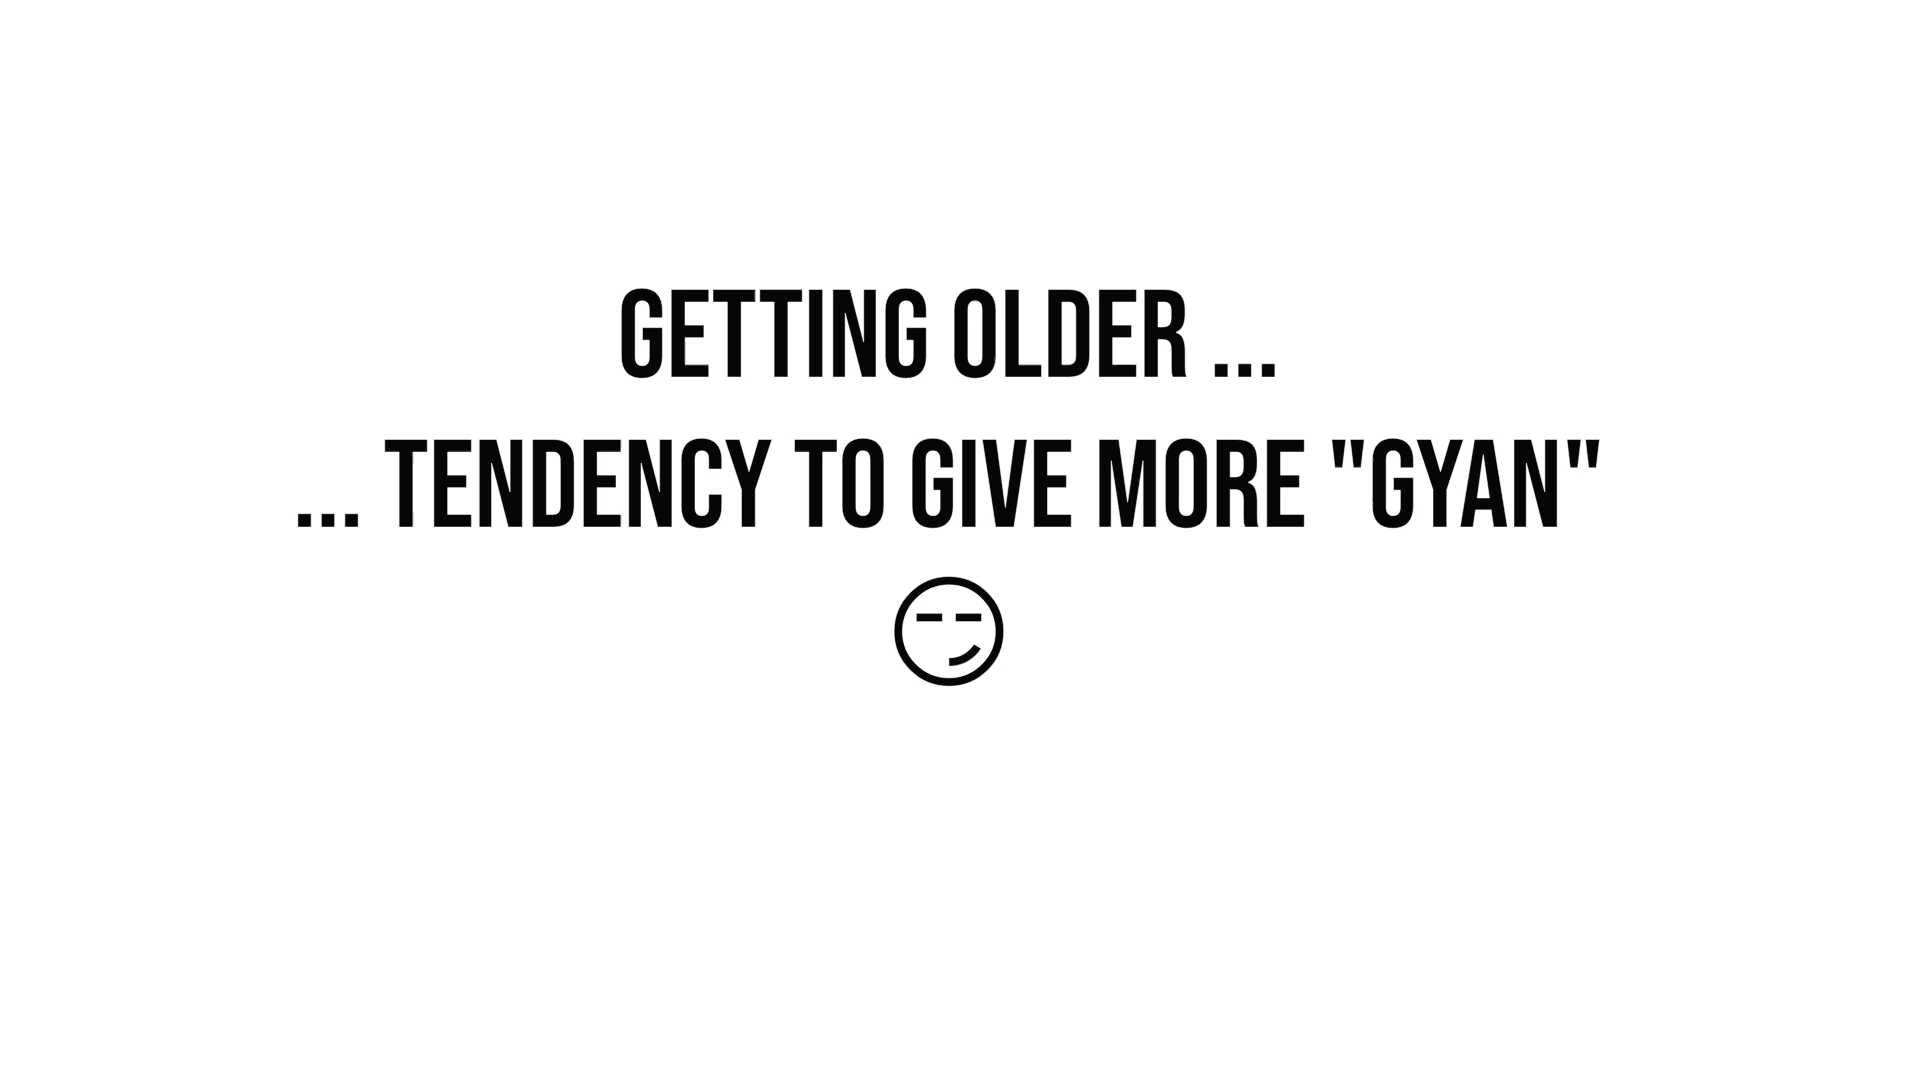 GETTING OLDER ...
... TENDENCY TO GIVE MORE "GYAN"